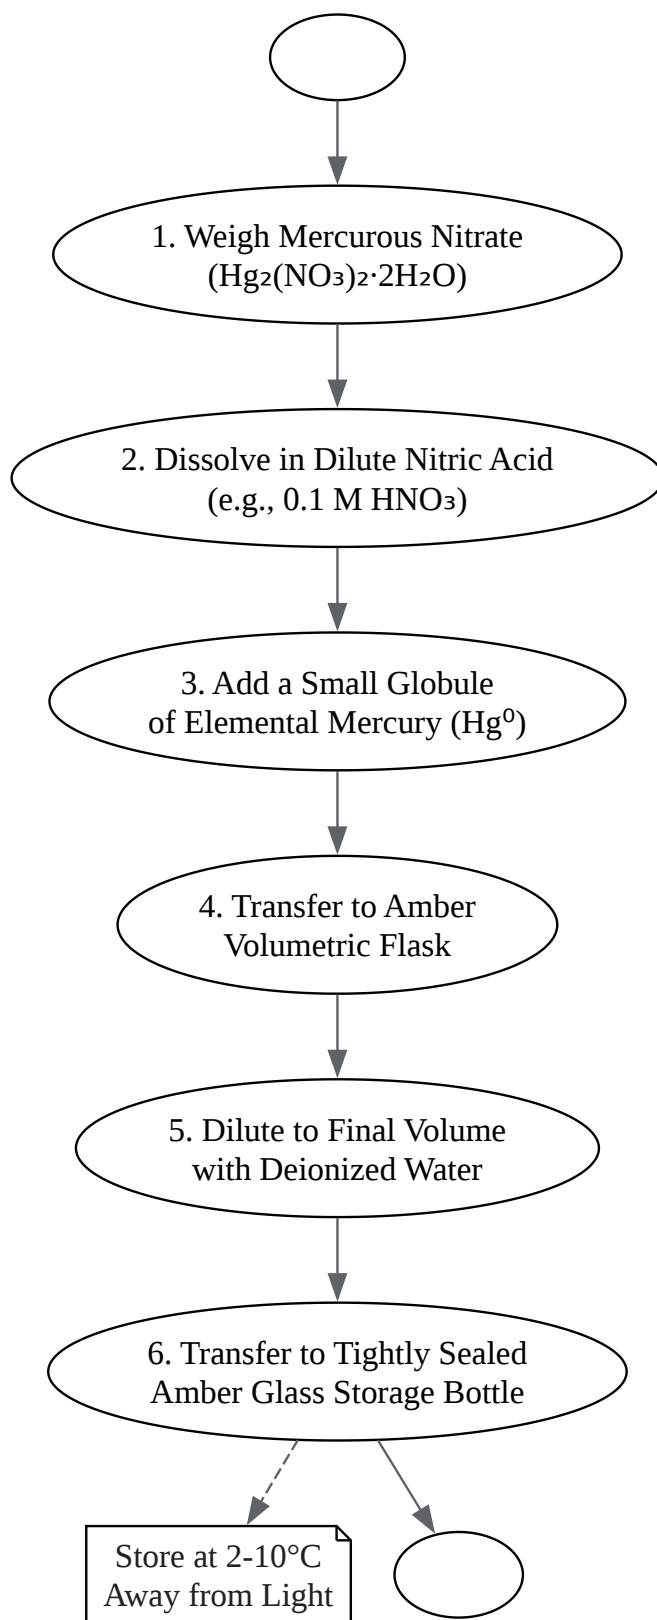 1. Weigh Mercurous Nitrate
(Hg₂(NO₃)₂·2H₂O)
2. Dissolve in Dilute Nitric Acid
(e.g., 0.1 M HNO₃)
3. Add a Small Globule
of Elemental Mercury (Hg⁰)
4. Transfer to Amber
Volumetric Flask
5. Dilute to Final Volume
with Deionized Water
6. Transfer to Tightly Sealed
Amber Glass Storage Bottle
Store at 2-10°C
Away from Light